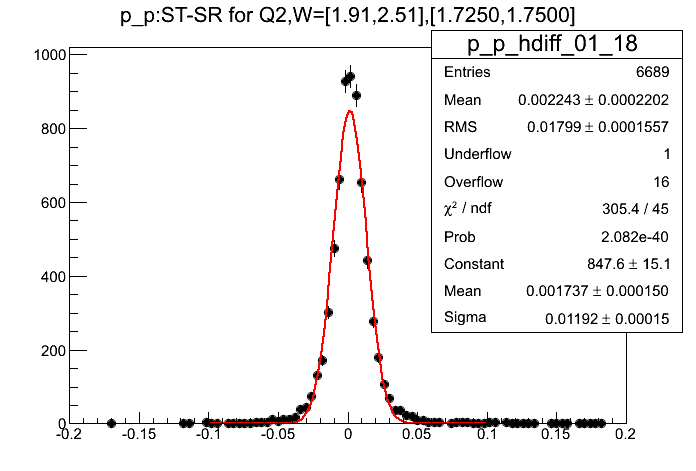 p_p:ST-SR for Q2,W=[1.91,2.51],[1.7250,1.7500]
p_p_hdiff_01_18
Entries 6689
Mean 0.002243 ± 0.0002202
RMS 0.01799 ± 0.0001557
Underflow 1
Overflow 16
χ² / ndf 305.4 / 45
Prob 2.082e-40
Constant 847.6 ± 15.1
Mean 0.001737 ± 0.000150
Sigma 0.01192 ± 0.00015
1000
800
600
400
200
0
-0.2 -0.15 -0.1 -0.05 0 0.05 0.1 0.15 0.2